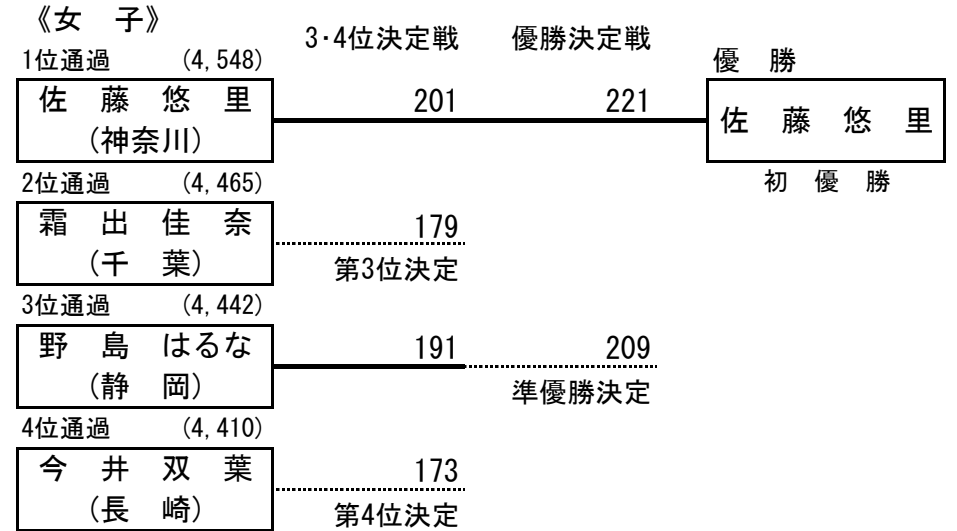 《女　子》
3・4位決定戦　優勝決定戦
1位通過　(4,548)
優　勝
佐　藤　悠　里
(神奈川)
201　221
佐　藤　悠　里
初　優　勝
2位通過　(4,465)
霜　出　佳　奈
(千　葉)
179
第3位決定
3位通過　(4,442)
野　島　はるな
(静　岡)
191　209
準優勝決定
4位通過　(4,410)
今　井　双　葉
(長　崎)
173
第4位決定